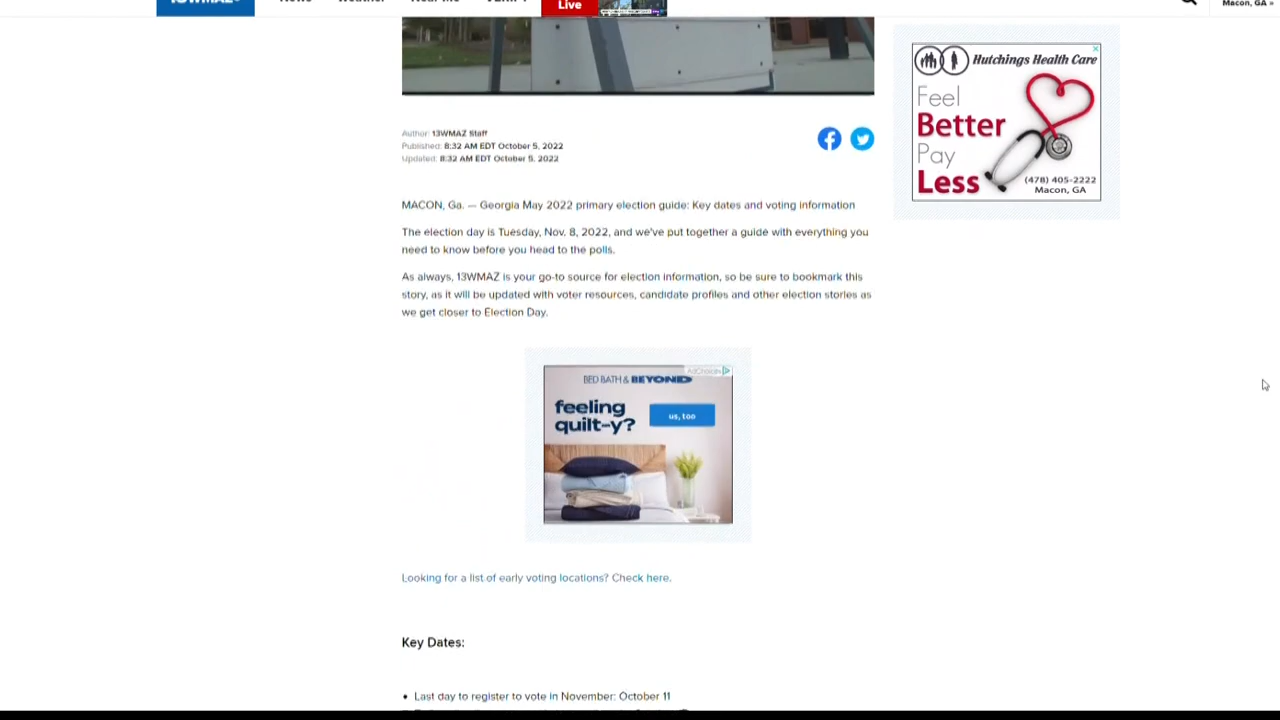 Live
Macon, GA »
Author: 13WMAZ Staff
Published: 8:32 AM EDT October 5, 2022
Updated: 8:32 AM EDT October 5, 2022
MACON, Ga. — Georgia May 2022 primary election guide: Key dates and voting information
The election day is Tuesday, Nov. 8, 2022, and we've put together a guide with everything you
need to know before you head to the polls.
As always, 13WMAZ is your go-to source for election information, so be sure to bookmark this
story, as it will be updated with voter resources, candidate profiles and other election stories as
we get closer to Election Day.
Hutchings Health Care
Feel
Better
Pay
Less
(478) 405-2222
Macon, GA
AdChoices
BED BATH & BEYOND
feeling
quilt-y?
us, too
Looking for a list of early voting locations? Check here.
Key Dates:
• Last day to register to vote in November: October 11